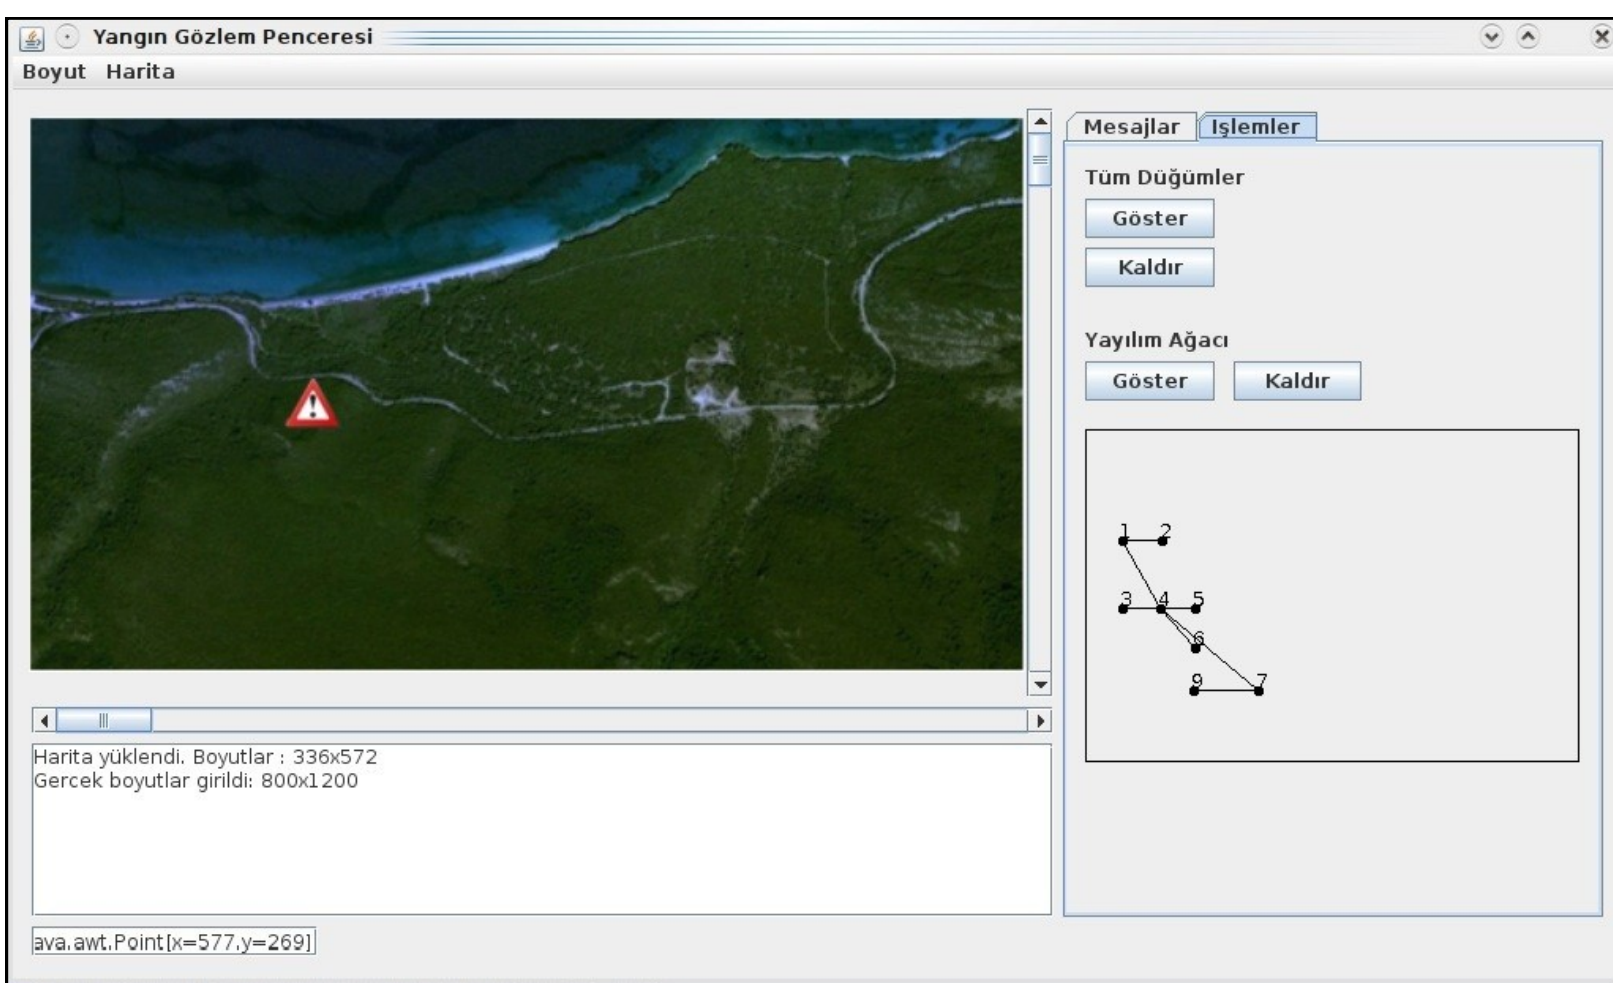 Yangın Gözlem Penceresi
Boyut Harita
Mesajlar Işlemler
Tüm Düğümler
Göster
Kaldır
Yayılım Ağacı
Göster Kaldır
1 2
3 4 5
6
9 7
Harita yüklendi. Boyutlar : 336x572
Gercek boyutlar girildi: 800x1200
ava.awt.Point[x=577,y=269]